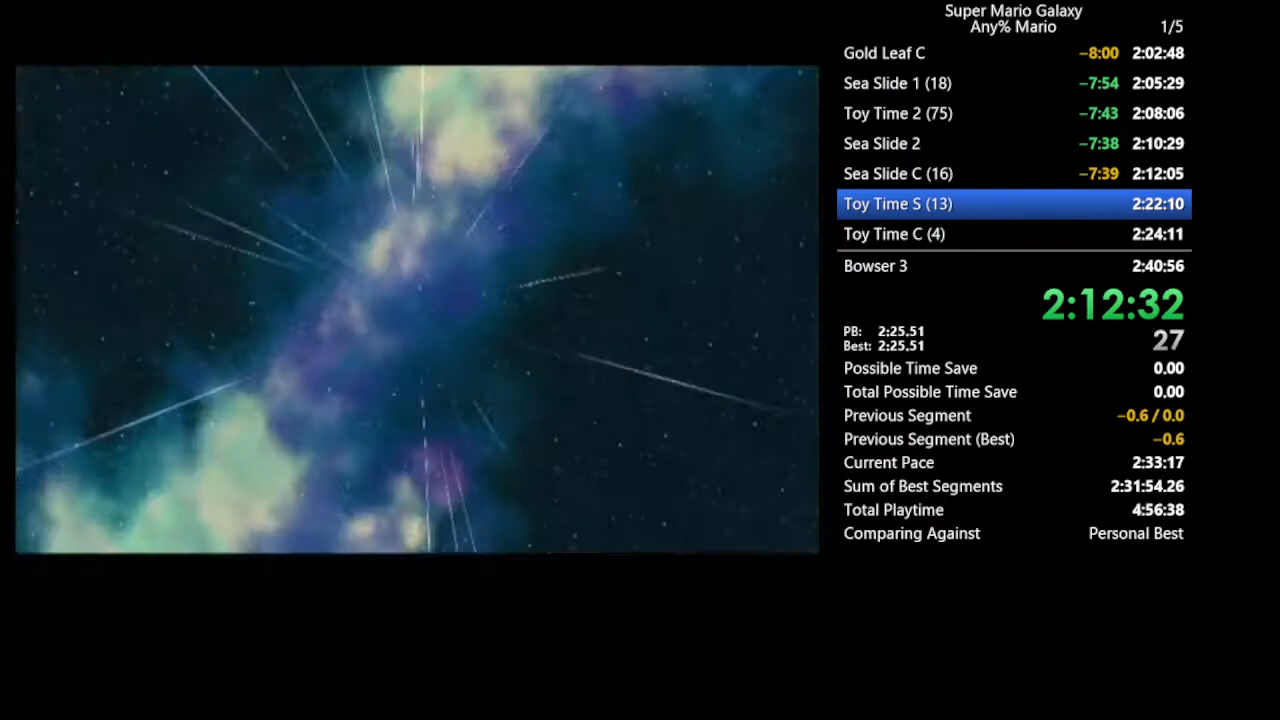 Super Mario Galaxy
Any% Mario 1/5
Gold Leaf C −8:00 2:02:48
Sea Slide 1 (18) −7:54 2:05:29
Toy Time 2 (75) −7:43 2:08:06
Sea Slide 2 −7:38 2:10:29
Sea Slide C (16) −7:39 2:12:05
Toy Time S (13) 2:22:10
Toy Time C (4) 2:24:11
Bowser 3 2:40:56
2:12:32
PB: 2:25.51
Best: 2:25.51
27
Possible Time Save 0.00
Total Possible Time Save 0.00
Previous Segment −0.6 / 0.0
Previous Segment (Best) −0.6
Current Pace 2:33:17
Sum of Best Segments 2:31:54.26
Total Playtime 4:56:38
Comparing Against Personal Best